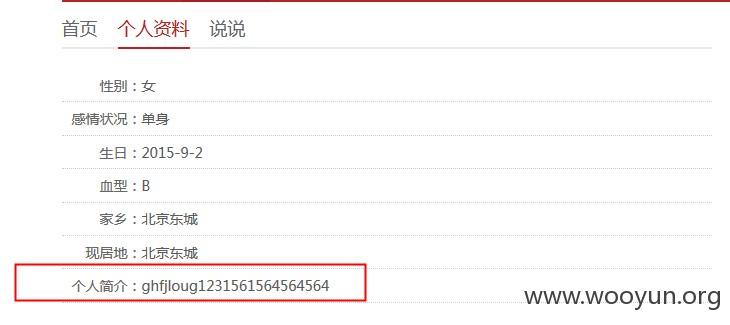 首页 个人资料 说说
性别：女
感情状况：单身
生日：2015-9-2
血型：B
家乡：北京东城
现居地：北京东城
个人简介：ghfjloug1231561564564564
www.wooyun.org